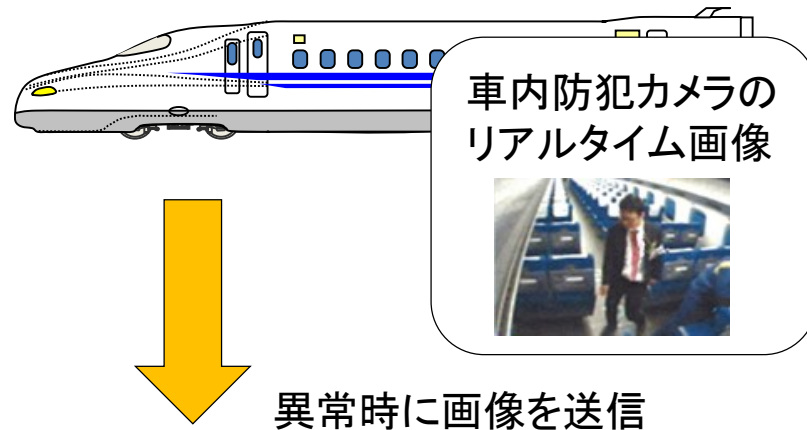 車内防犯カメラの
リアルタイム画像
異常時に画像を送信